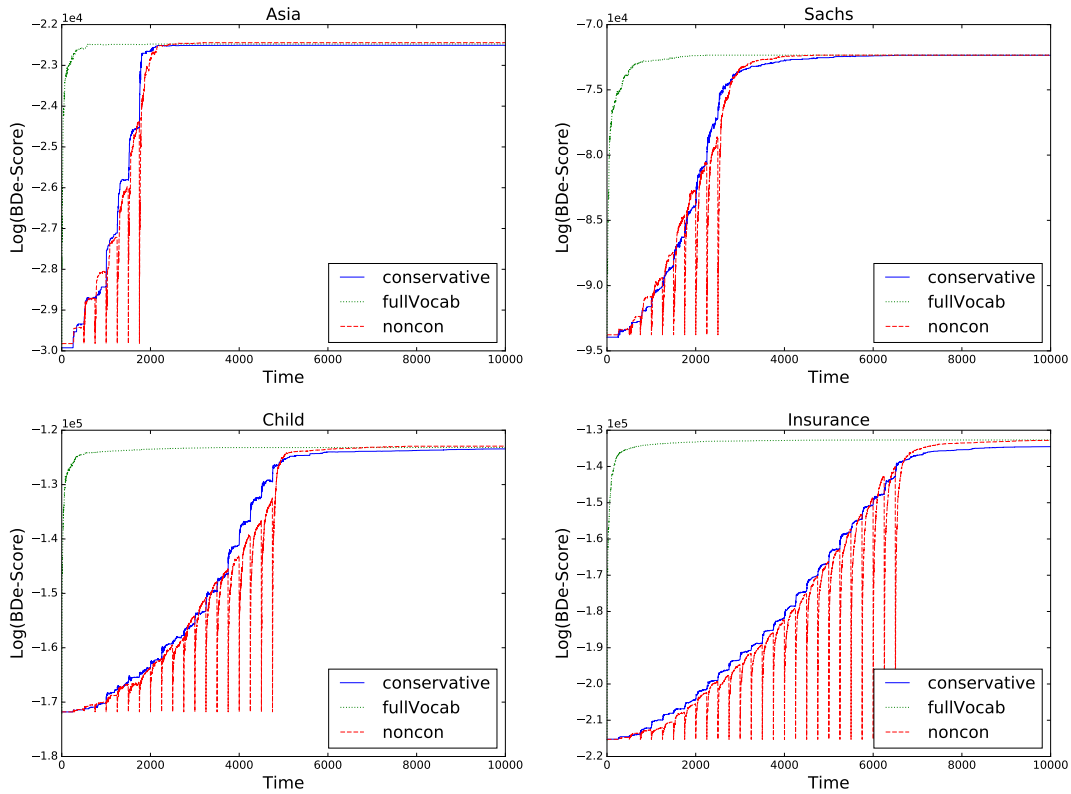 Asia
1e4
−2.2
−2.3
−2.4
−2.5
−2.6
−2.7
−2.8
−2.9
−3.0
Log(BDe-Score)
0
2000
4000
6000
8000
10000
Time
conservative
fullVocab
noncon
Sachs
1e4
−7.0
−7.5
−8.0
−8.5
−9.0
−9.5
Log(BDe-Score)
0
2000
4000
6000
8000
10000
Time
conservative
fullVocab
noncon
Child
1e5
−1.2
−1.3
−1.4
−1.5
−1.6
−1.7
−1.8
Log(BDe-Score)
0
2000
4000
6000
8000
10000
Time
conservative
fullVocab
noncon
Insurance
1e5
−1.3
−1.4
−1.5
−1.6
−1.7
−1.8
−1.9
−2.0
−2.1
−2.2
Log(BDe-Score)
0
2000
4000
6000
8000
10000
Time
conservative
fullVocab
noncon